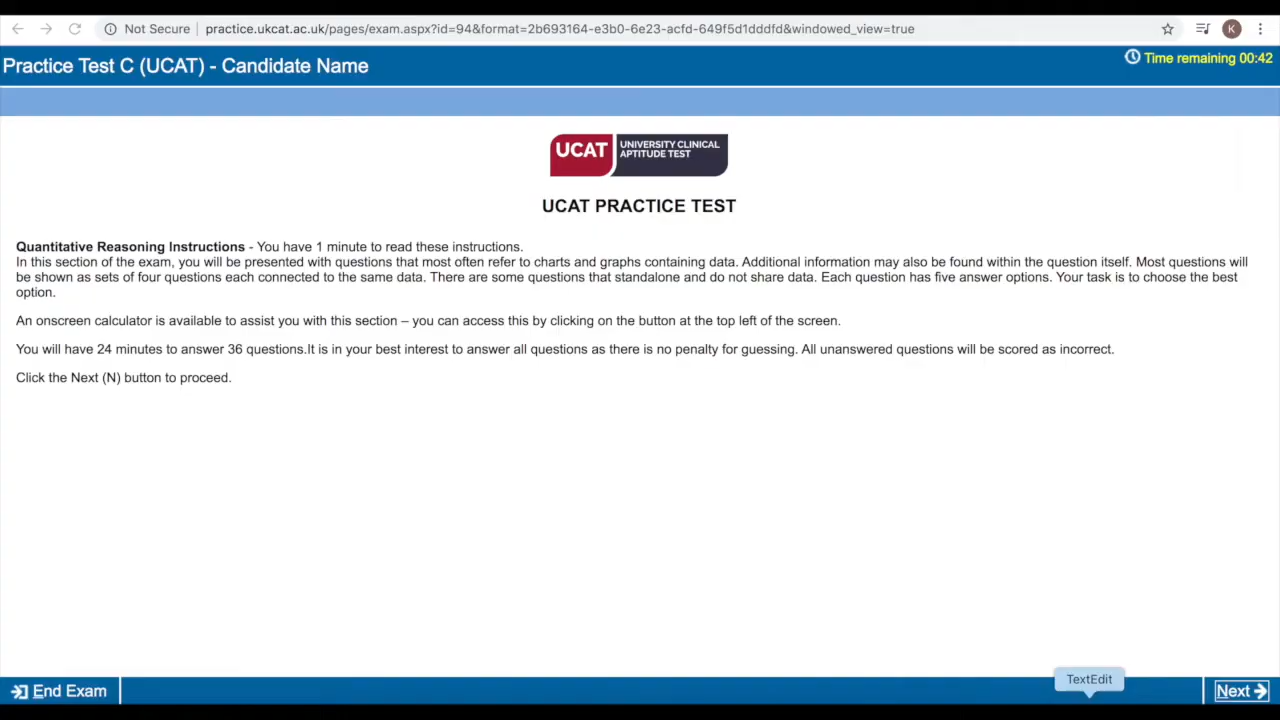 Not Secure practice.ukcat.ac.uk/pages/exam.aspx?id=94&format=2b693164-e3b0-6e23-acfd-649f5d1dddfd&windowed_view=true K
Practice Test C (UCAT) - Candidate Name
Time remaining 00:42
UCAT UNIVERSITY CLINICAL
APTITUDE TEST
UCAT PRACTICE TEST
Quantitative Reasoning Instructions - You have 1 minute to read these instructions.
In this section of the exam, you will be presented with questions that most often refer to charts and graphs containing data. Additional information may also be found within the question itself. Most questions will
be shown as sets of four questions each connected to the same data. There are some questions that standalone and do not share data. Each question has five answer options. Your task is to choose the best
option.
An onscreen calculator is available to assist you with this section – you can access this by clicking on the button at the top left of the screen.
You will have 24 minutes to answer 36 questions.It is in your best interest to answer all questions as there is no penalty for guessing. All unanswered questions will be scored as incorrect.
Click the Next (N) button to proceed.
TextEdit
End Exam
Next